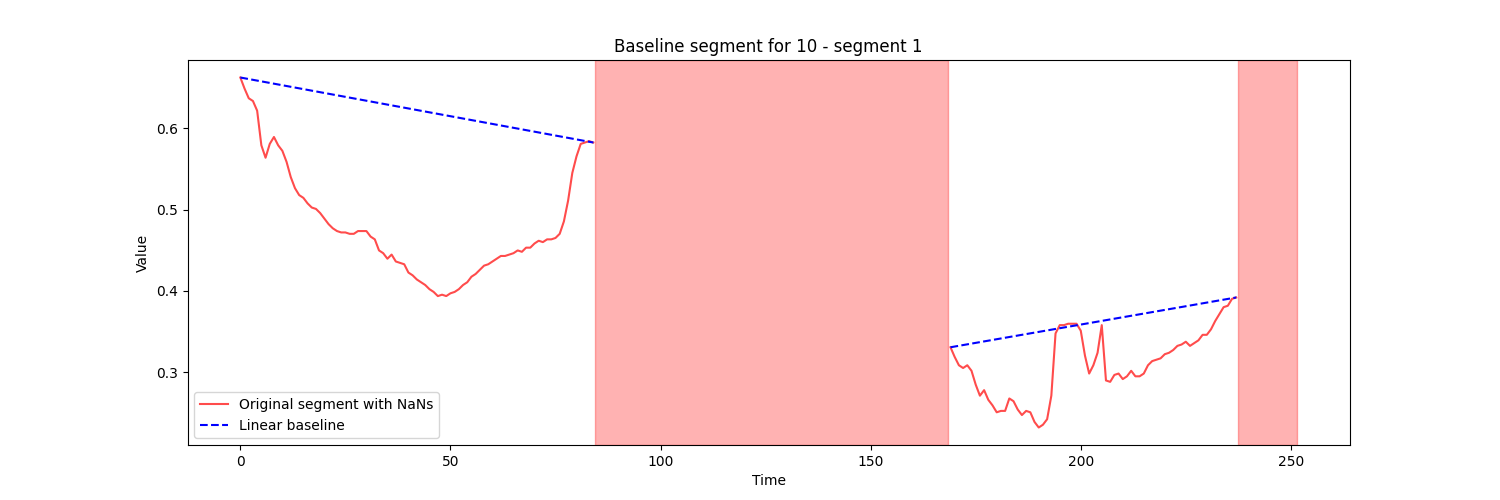 Baseline segment for 10 - segment 1
Value
0.6
0.5
0.4
0.3
Original segment with NaNs
Linear baseline
0
50
100
150
200
250
Time